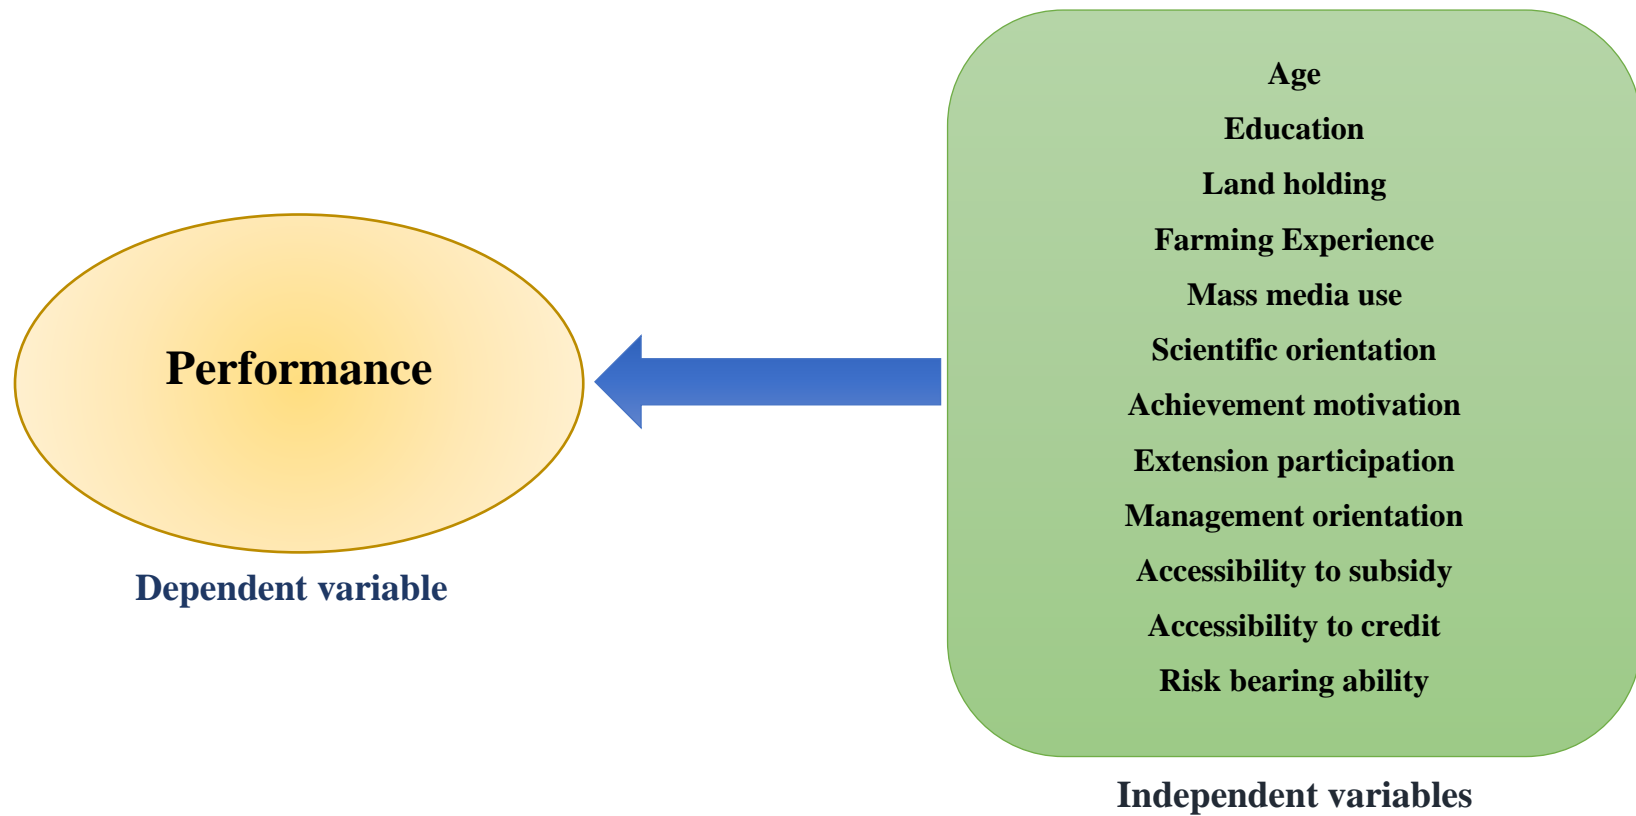 Performance
Dependent variable
Age
Education
Land holding
Farming Experience
Mass media use
Scientific orientation
Achievement motivation
Extension participation
Management orientation
Accessibility to subsidy
Accessibility to credit
Risk bearing ability
Independent variables